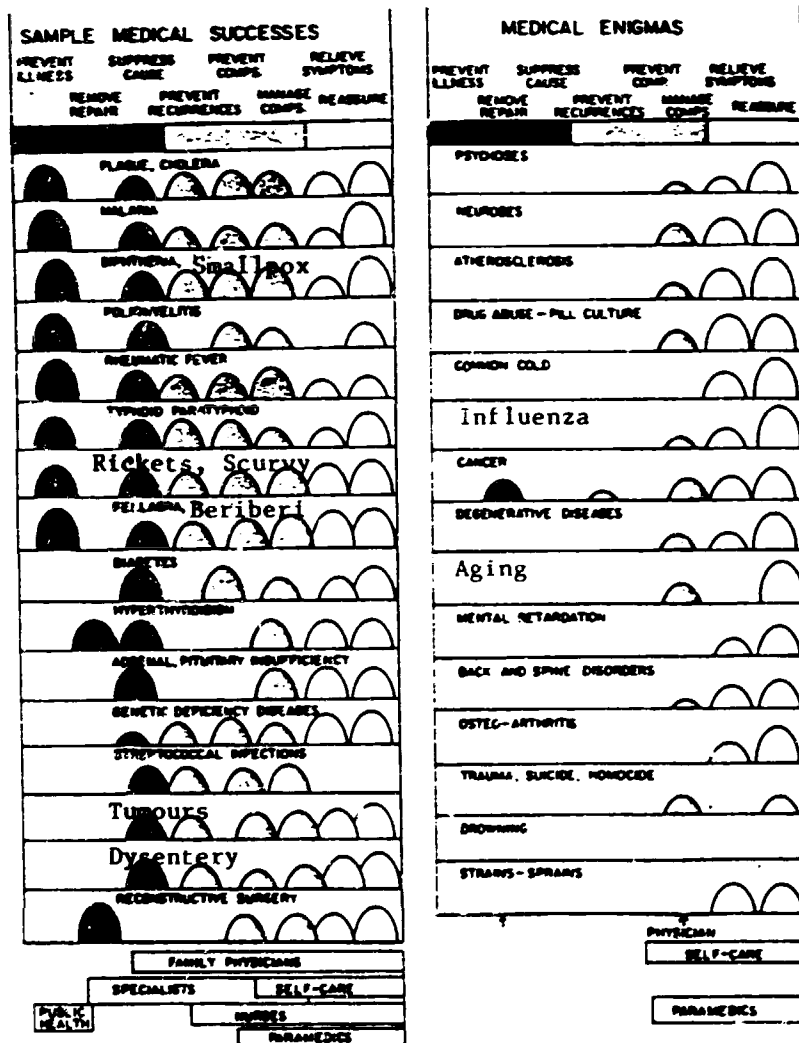 SAMPLE MEDICAL SUCCESSES
PREVENT ILLNESS
SUPPRESS CAUSE
PREVENT COMPS.
RELIEVE SYMPTOMS
REMOVE REPAIR
PREVENT RECURRENCES
MANAGE COMPS.
REASSURE
PLAGUE, CHOLERA
MALARIA
DIPHTHERIA, Smallpox
POLIOMYELITIS
RHEUMATIC FEVER
TYPHOID PARATYPHOID
Rickets, Scurvy
PELLAGRA, Beriberi
DIABETES
HYPERTHYROIDISM
ADRENAL, PITUITARY INSUFFICIENCY
GENETIC DEFICIENCY DISEASES
STREPTOCOCCAL INFECTIONS
Tumours
Dysentery
RECONSTRUCTIVE SURGERY
FAMILY PHYSICIANS
SPECIALISTS
SELF-CARE
PUBLIC HEALTH
NURSES
PARAMEDICS
MEDICAL ENIGMAS
PREVENT ILLNESS
SUPPRESS CAUSE
PREVENT COMP.
RELIEVE SYMPTOMS
REMOVE REPAIR
PREVENT RECURRENCES
MANAGE COMPS
REASSURE
PSYCHOSES
NEUROSES
ATHEROSCLEROSIS
DRUG ABUSE - PILL CULTURE
COMMON COLD
Influenza
CANCER
DEGENERATIVE DISEASES
Aging
MENTAL RETARDATION
BACK AND SPINE DISORDERS
OSTEO-ARTHRITIS
TRAUMA, SUICIDE, HOMOCIDE
DROWNING
STRAINS - SPRAINS
PHYSICIAN
SELF-CARE
PARAMEDICS